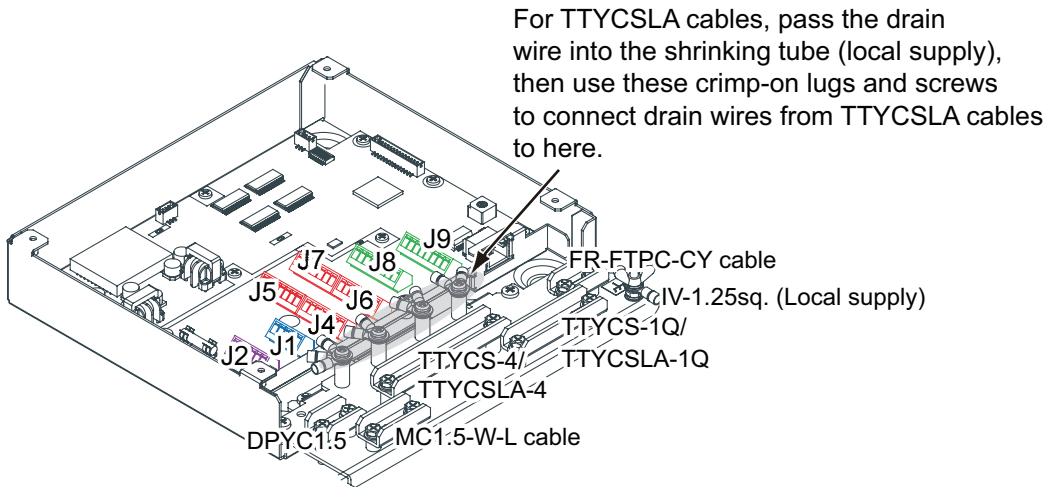 For TTYCSLA cables, pass the drain
wire into the shrinking tube (local supply),
then use these crimp-on lugs and screws
to connect drain wires from TTYCSLA cables
to here.
J9
J7
J8
FR-FTPC-CY cable
J5
J6
IV-1.25sq. (Local supply)
J4
TTYCS-1Q/
J1
J2
TTYCS-4/
TTYCSLA-1Q
TTYCSLA-4
DPYC1.5
MC1.5-W-L cable